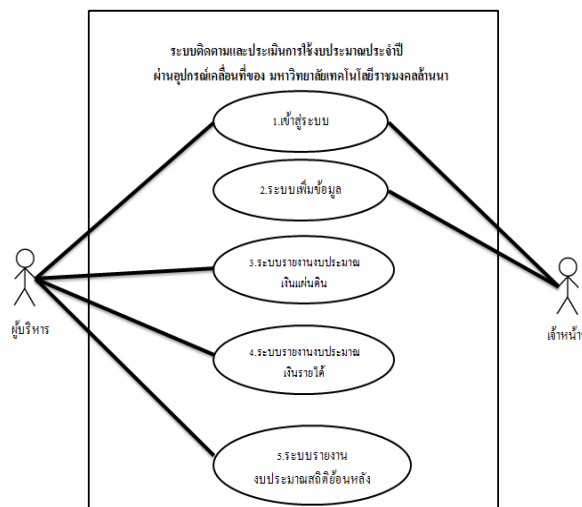 ระบบติดตามและประเมินการใช้งบประมาณประจำปี
ผ่านอุปกรณ์เคลื่อนที่ของ มหาวิทยาลัยเทคโนโลยีราชมงคลล้านนา
1.เข้าสู่ระบบ
2.ระบบเพิ่มข้อมูล
3.ระบบรายงานงบประมาณ
เงินแผ่นดิน
ผู้บริหาร
เจ้าหน้า
4.ระบบรายงานงบประมาณ
เงินรายได้
5.ระบบรายงาน
งบประมาณสถิติย้อนหลัง